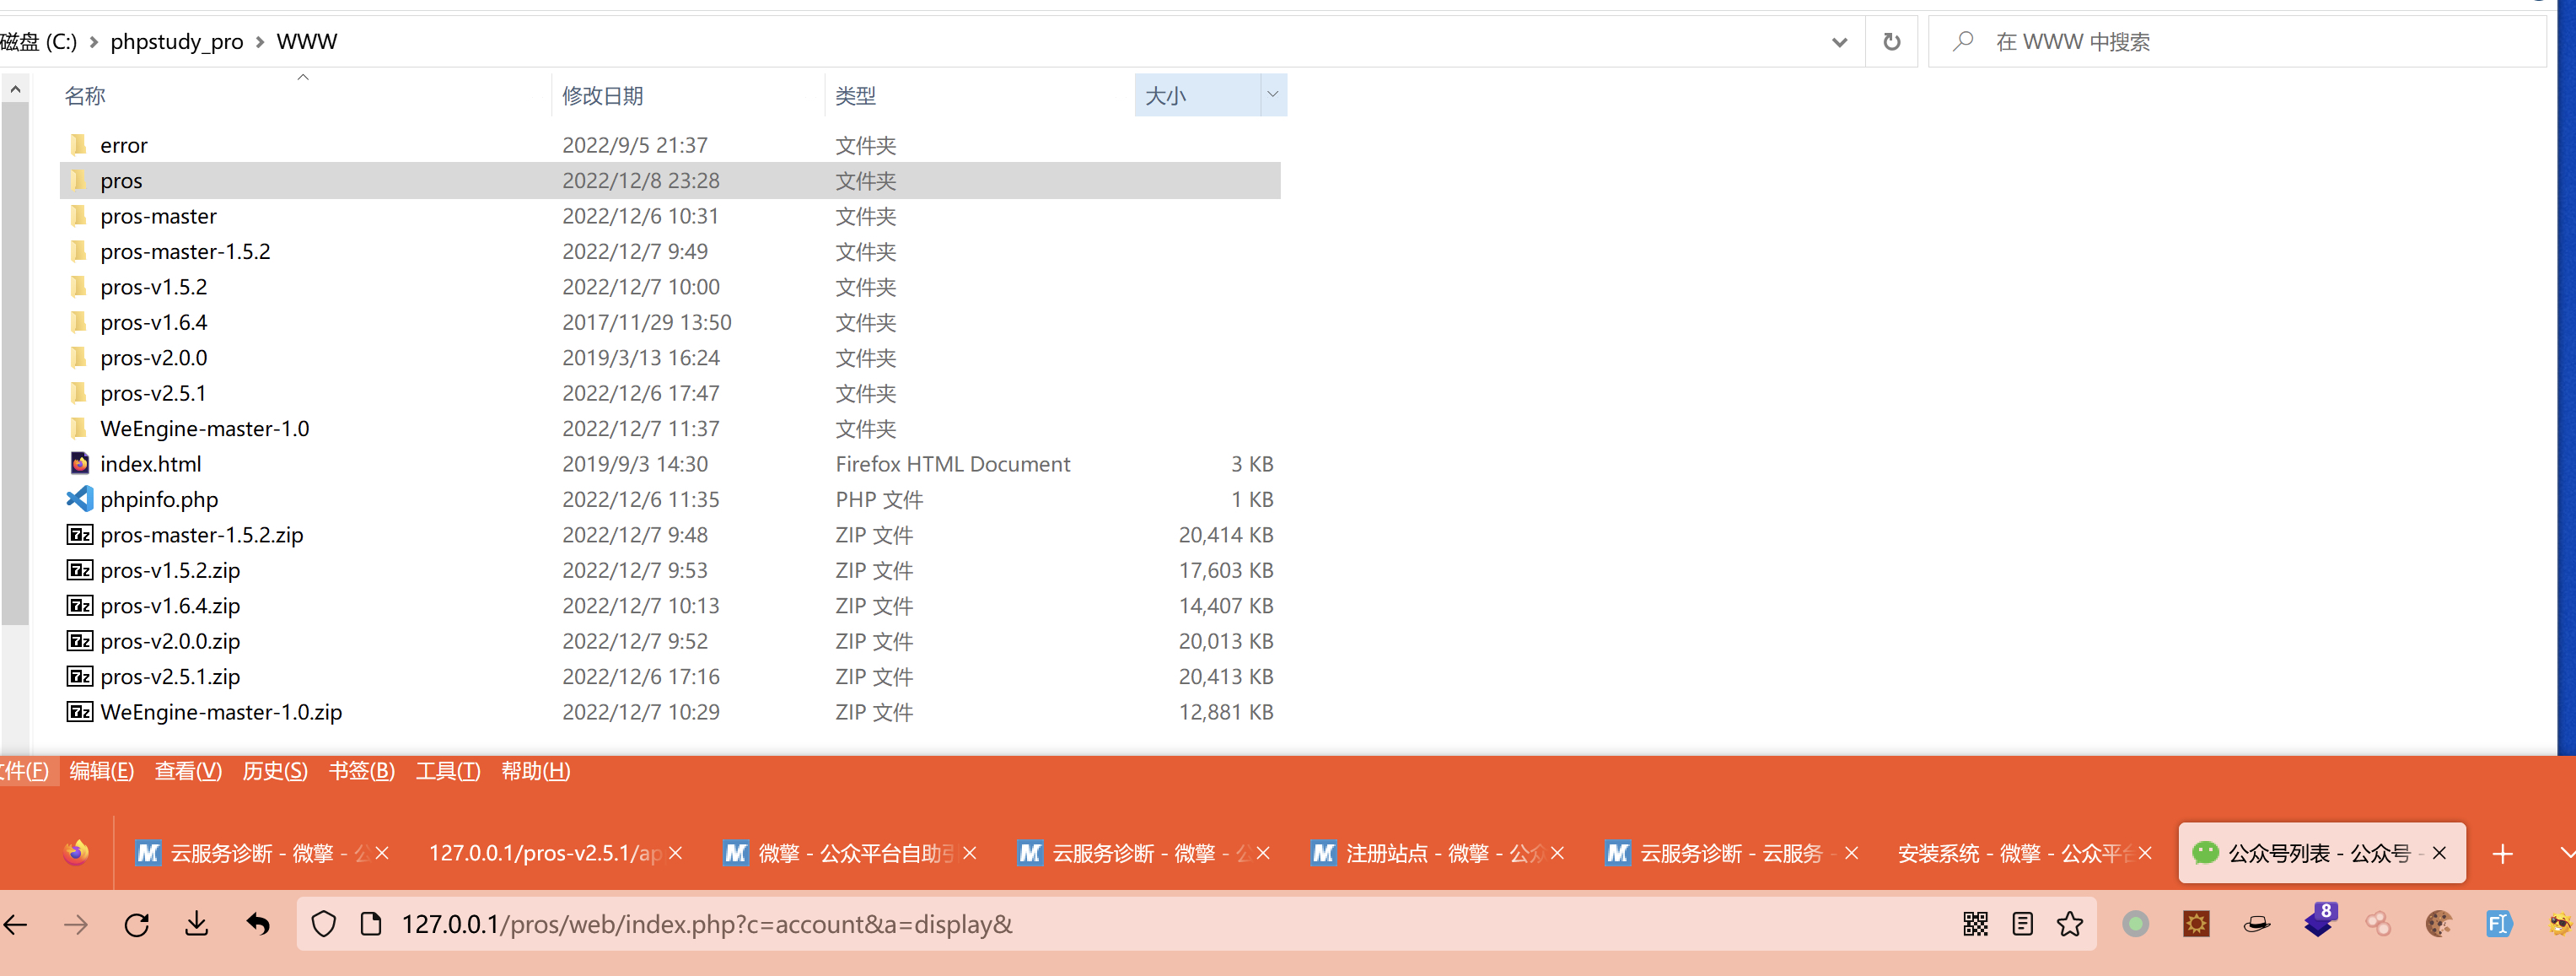 磁盘 (C:) > phpstudy_pro > WWW 在 WWW 中搜索
名称 修改日期 类型 大小
error 2022/9/5 21:37 文件夹
pros 2022/12/8 23:28 文件夹
pros-master 2022/12/6 10:31 文件夹
pros-master-1.5.2 2022/12/7 9:49 文件夹
pros-v1.5.2 2022/12/7 10:00 文件夹
pros-v1.6.4 2017/11/29 13:50 文件夹
pros-v2.0.0 2019/3/13 16:24 文件夹
pros-v2.5.1 2022/12/6 17:47 文件夹
WeEngine-master-1.0 2022/12/7 11:37 文件夹
index.html 2019/9/3 14:30 Firefox HTML Document 3 KB
phpinfo.php 2022/12/6 11:35 PHP 文件 1 KB
pros-master-1.5.2.zip 2022/12/7 9:48 ZIP 文件 20,414 KB
pros-v1.5.2.zip 2022/12/7 9:53 ZIP 文件 17,603 KB
pros-v1.6.4.zip 2022/12/7 10:13 ZIP 文件 14,407 KB
pros-v2.0.0.zip 2022/12/7 9:52 ZIP 文件 20,013 KB
pros-v2.5.1.zip 2022/12/6 17:16 ZIP 文件 20,413 KB
WeEngine-master-1.0.zip 2022/12/7 10:29 ZIP 文件 12,881 KB
件(F) 编辑(E) 查看(V) 历史(S) 书签(B) 工具(T) 帮助(H)
云服务诊断 - 微擎 - 公 127.0.0.1/pros-v2.5.1/ap 微擎 - 公众平台自助引 云服务诊断 - 微擎 - 公 注册站点 - 微擎 - 公众 云服务诊断 - 云服务 - 安装系统 - 微擎 - 公众平台 公众号列表 - 公众号 -
127.0.0.1/pros/web/index.php?c=account&a=display& 8